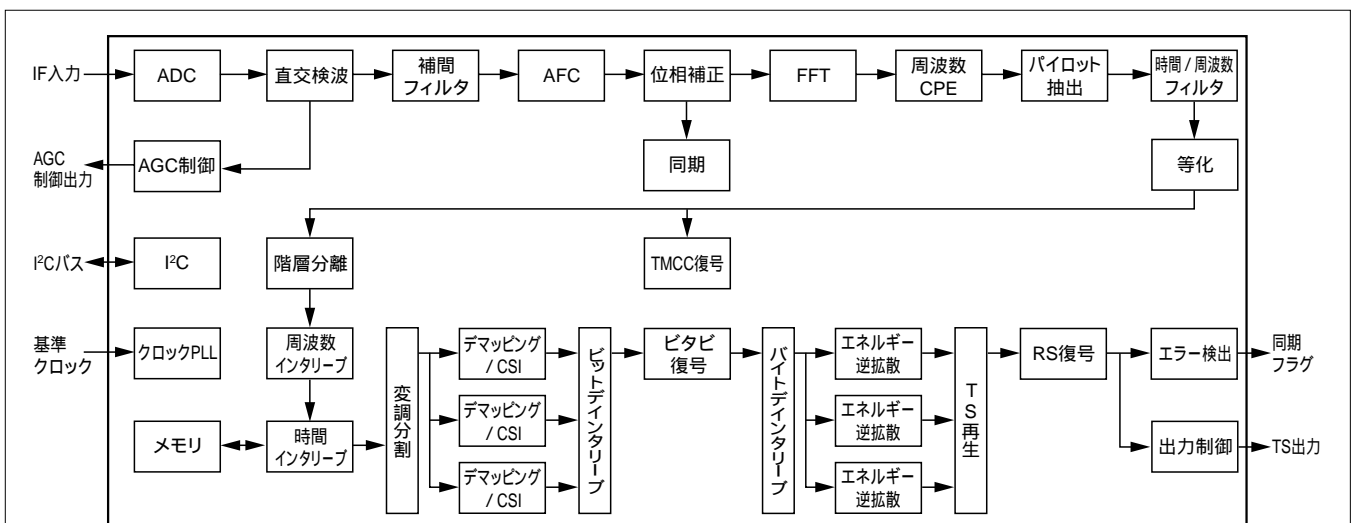 IF入力
ADC
直交検波
補間
フィルタ
AFC
位相補正
FFT
周波数
CPE
パイロット
抽出
時間/周波数
フィルタ
AGC
制御出力
AGC制御
同期
等化
I²Cバス
I²C
階層分離
TMCC復号
基準
クロック
クロックPLL
周波数
インタリーブ
変調分割
デマッピング
/ CSI
ビットデインタリーブ
ビタビ
復号
バイトデインタリーブ
エネルギー
逆拡散
TS再生
RS復号
エラー検出
同期
フラグ
メモリ
時間
インタリーブ
デマッピング
/ CSI
エネルギー
逆拡散
出力制御
TS出力
デマッピング
/ CSI
エネルギー
逆拡散